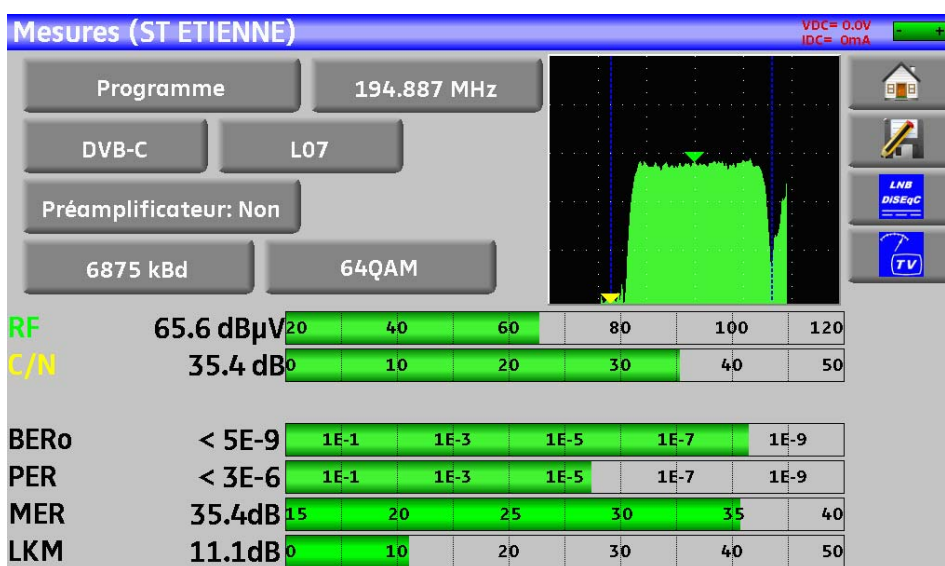 Mesures (ST ETIENNE)
VDC= 0.0V
IDC= 0mA
- +
Programme
194.887 MHz
DVB-C
L07
Préamplificateur: Non
6875 kBd
64QAM
LNB
DiSEqC
TV
RF 65.6 dBµV 20 40 60 80 100 120
C/N 35.4 dB 0 10 20 30 40 50
BERo < 5E-9 1E-1 1E-3 1E-5 1E-7 1E-9
PER < 3E-6 1E-1 1E-3 1E-5 1E-7 1E-9
MER 35.4dB 15 20 25 30 35 40
LKM 11.1dB 0 10 20 30 40 50